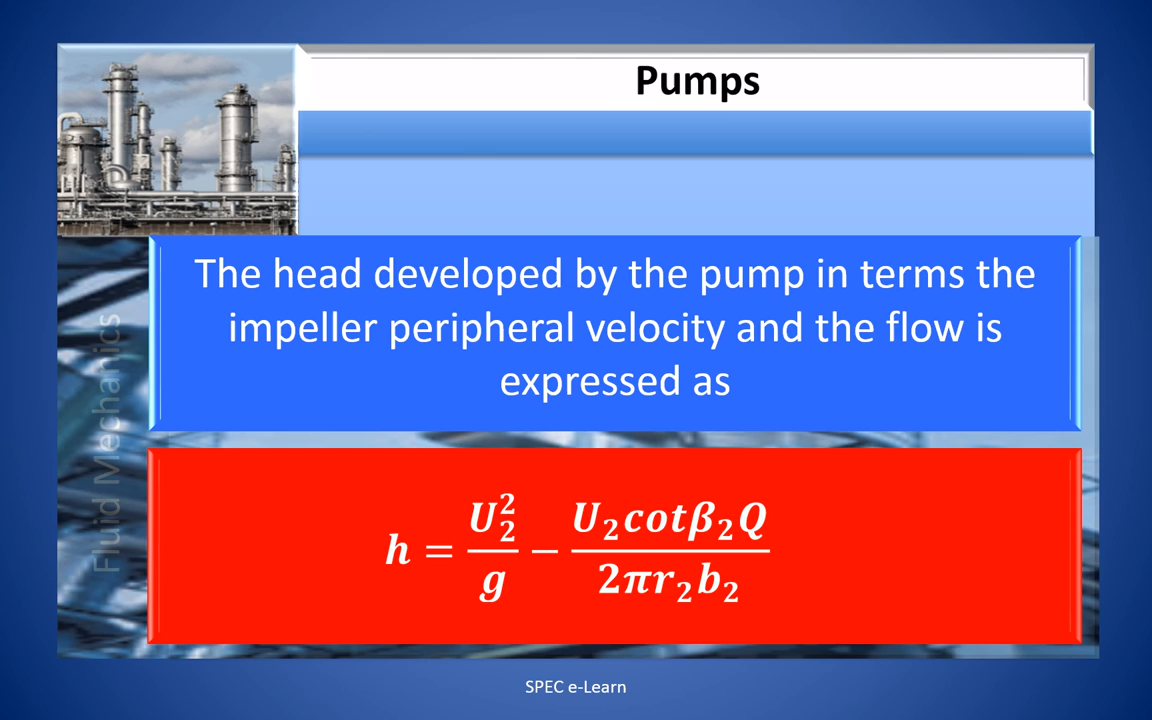 Pumps
The head developed by the pump in terms the
impeller peripheral velocity and the flow is
expressed as
Fluid Mechanics
h = U₂²/g − U₂cotβ₂Q/2πr₂b₂
SPEC e-Learn